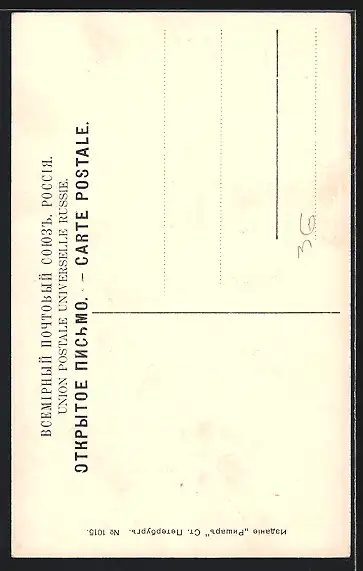 ВСЕМІРНЫЙ ПОЧТОВЫЙ СОЮЗЪ. РОССІЯ.
UNION POSTALE UNIVERSELLE RUSSIE.
ОТКРЫТОЕ ПИСЬМО. – CARTE POSTALE.
36
Изданіе „Ришаръ" Ст. Петербургъ. № 1015.